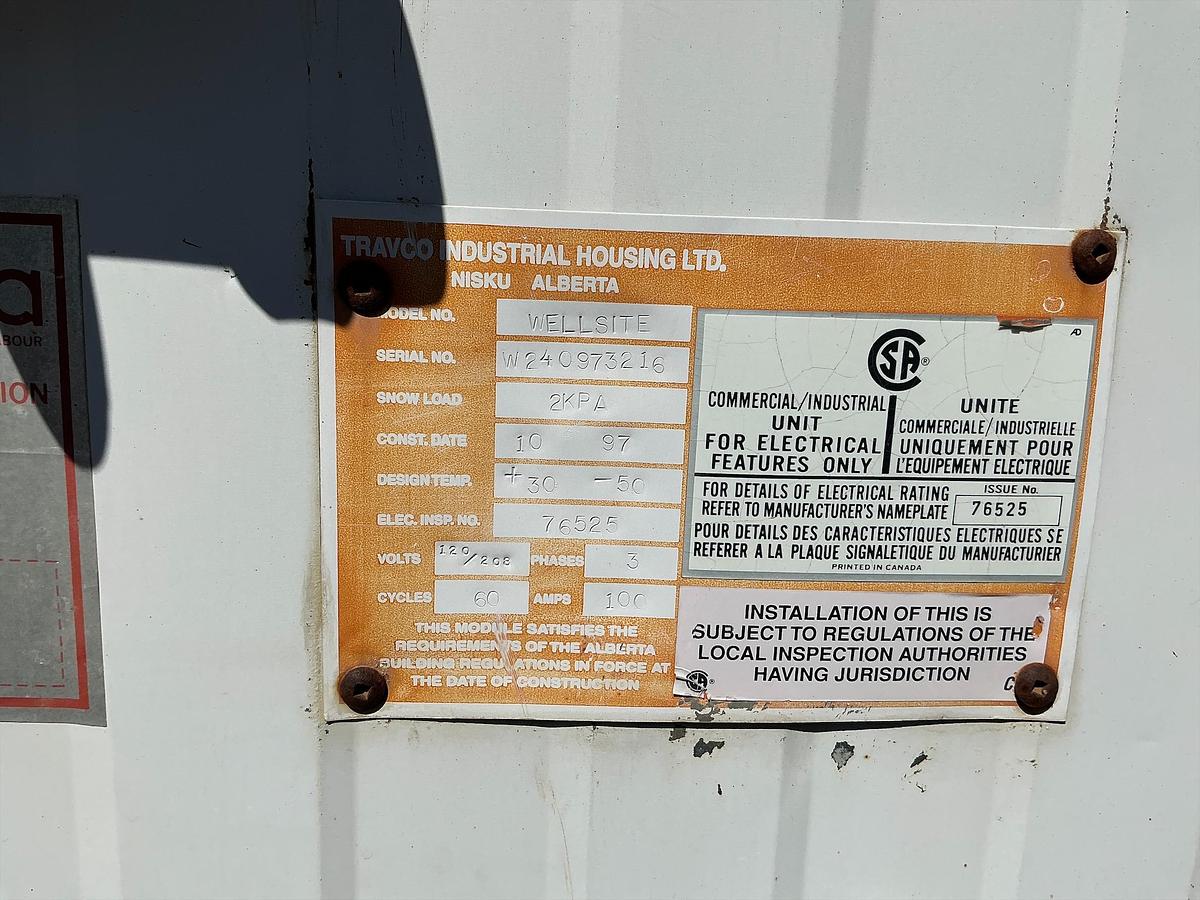 TRAVCO INDUSTRIAL HOUSING LTD.
NISKU ALBERTA
MODEL NO. WELLSITE
SERIAL NO. W240973216
SNOW LOAD 2KPA
CONST. DATE 10 97
DESIGN TEMP. +30 -50
ELEC. INSP. NO. 76525
VOLTS 120/208 PHASES 3
CYCLES 60 AMPS 100
THIS MODULE SATISFIES THE
REQUIREMENTS OF THE ALBERTA
BUILDING REGULATIONS IN FORCE AT
THE DATE OF CONSTRUCTION
AD
CSA®
COMMERCIAL/INDUSTRIAL
UNIT
FOR ELECTRICAL
FEATURES ONLY
UNITE
COMMERCIALE/INDUSTRIELLE
UNIQUEMENT POUR
L'EQUIPEMENT ELECTRIQUE
FOR DETAILS OF ELECTRICAL RATING
REFER TO MANUFACTURER'S NAMEPLATE
ISSUE No.
76525
POUR DETAILS DES CARACTERISTIQUES ELECTRIQUES SE
REFERER A LA PLAQUE SIGNALETIQUE DU MANUFACTURIER
PRINTED IN CANADA
INSTALLATION OF THIS IS
SUBJECT TO REGULATIONS OF THE
LOCAL INSPECTION AUTHORITIES
HAVING JURISDICTION
CSA®